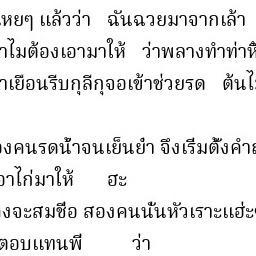 หยๆ แล้วว่า ฉันฉวยมาจากเล้า
าไมต้องเอามาให้ ว่าพลางทำท่าที
าเยือนรีบกุลีกุจอเข้าช่วยรด ต้นไ
งคนรดน้ำจนเย็นย่ำ จึงเริ่มตั้งคำถ
อาไก่มาให้ ฮะ
งจะสมชื่อ สองคนนั่นหัวเราะแฮ่ะ
ตอบแทนพี่ ว่า